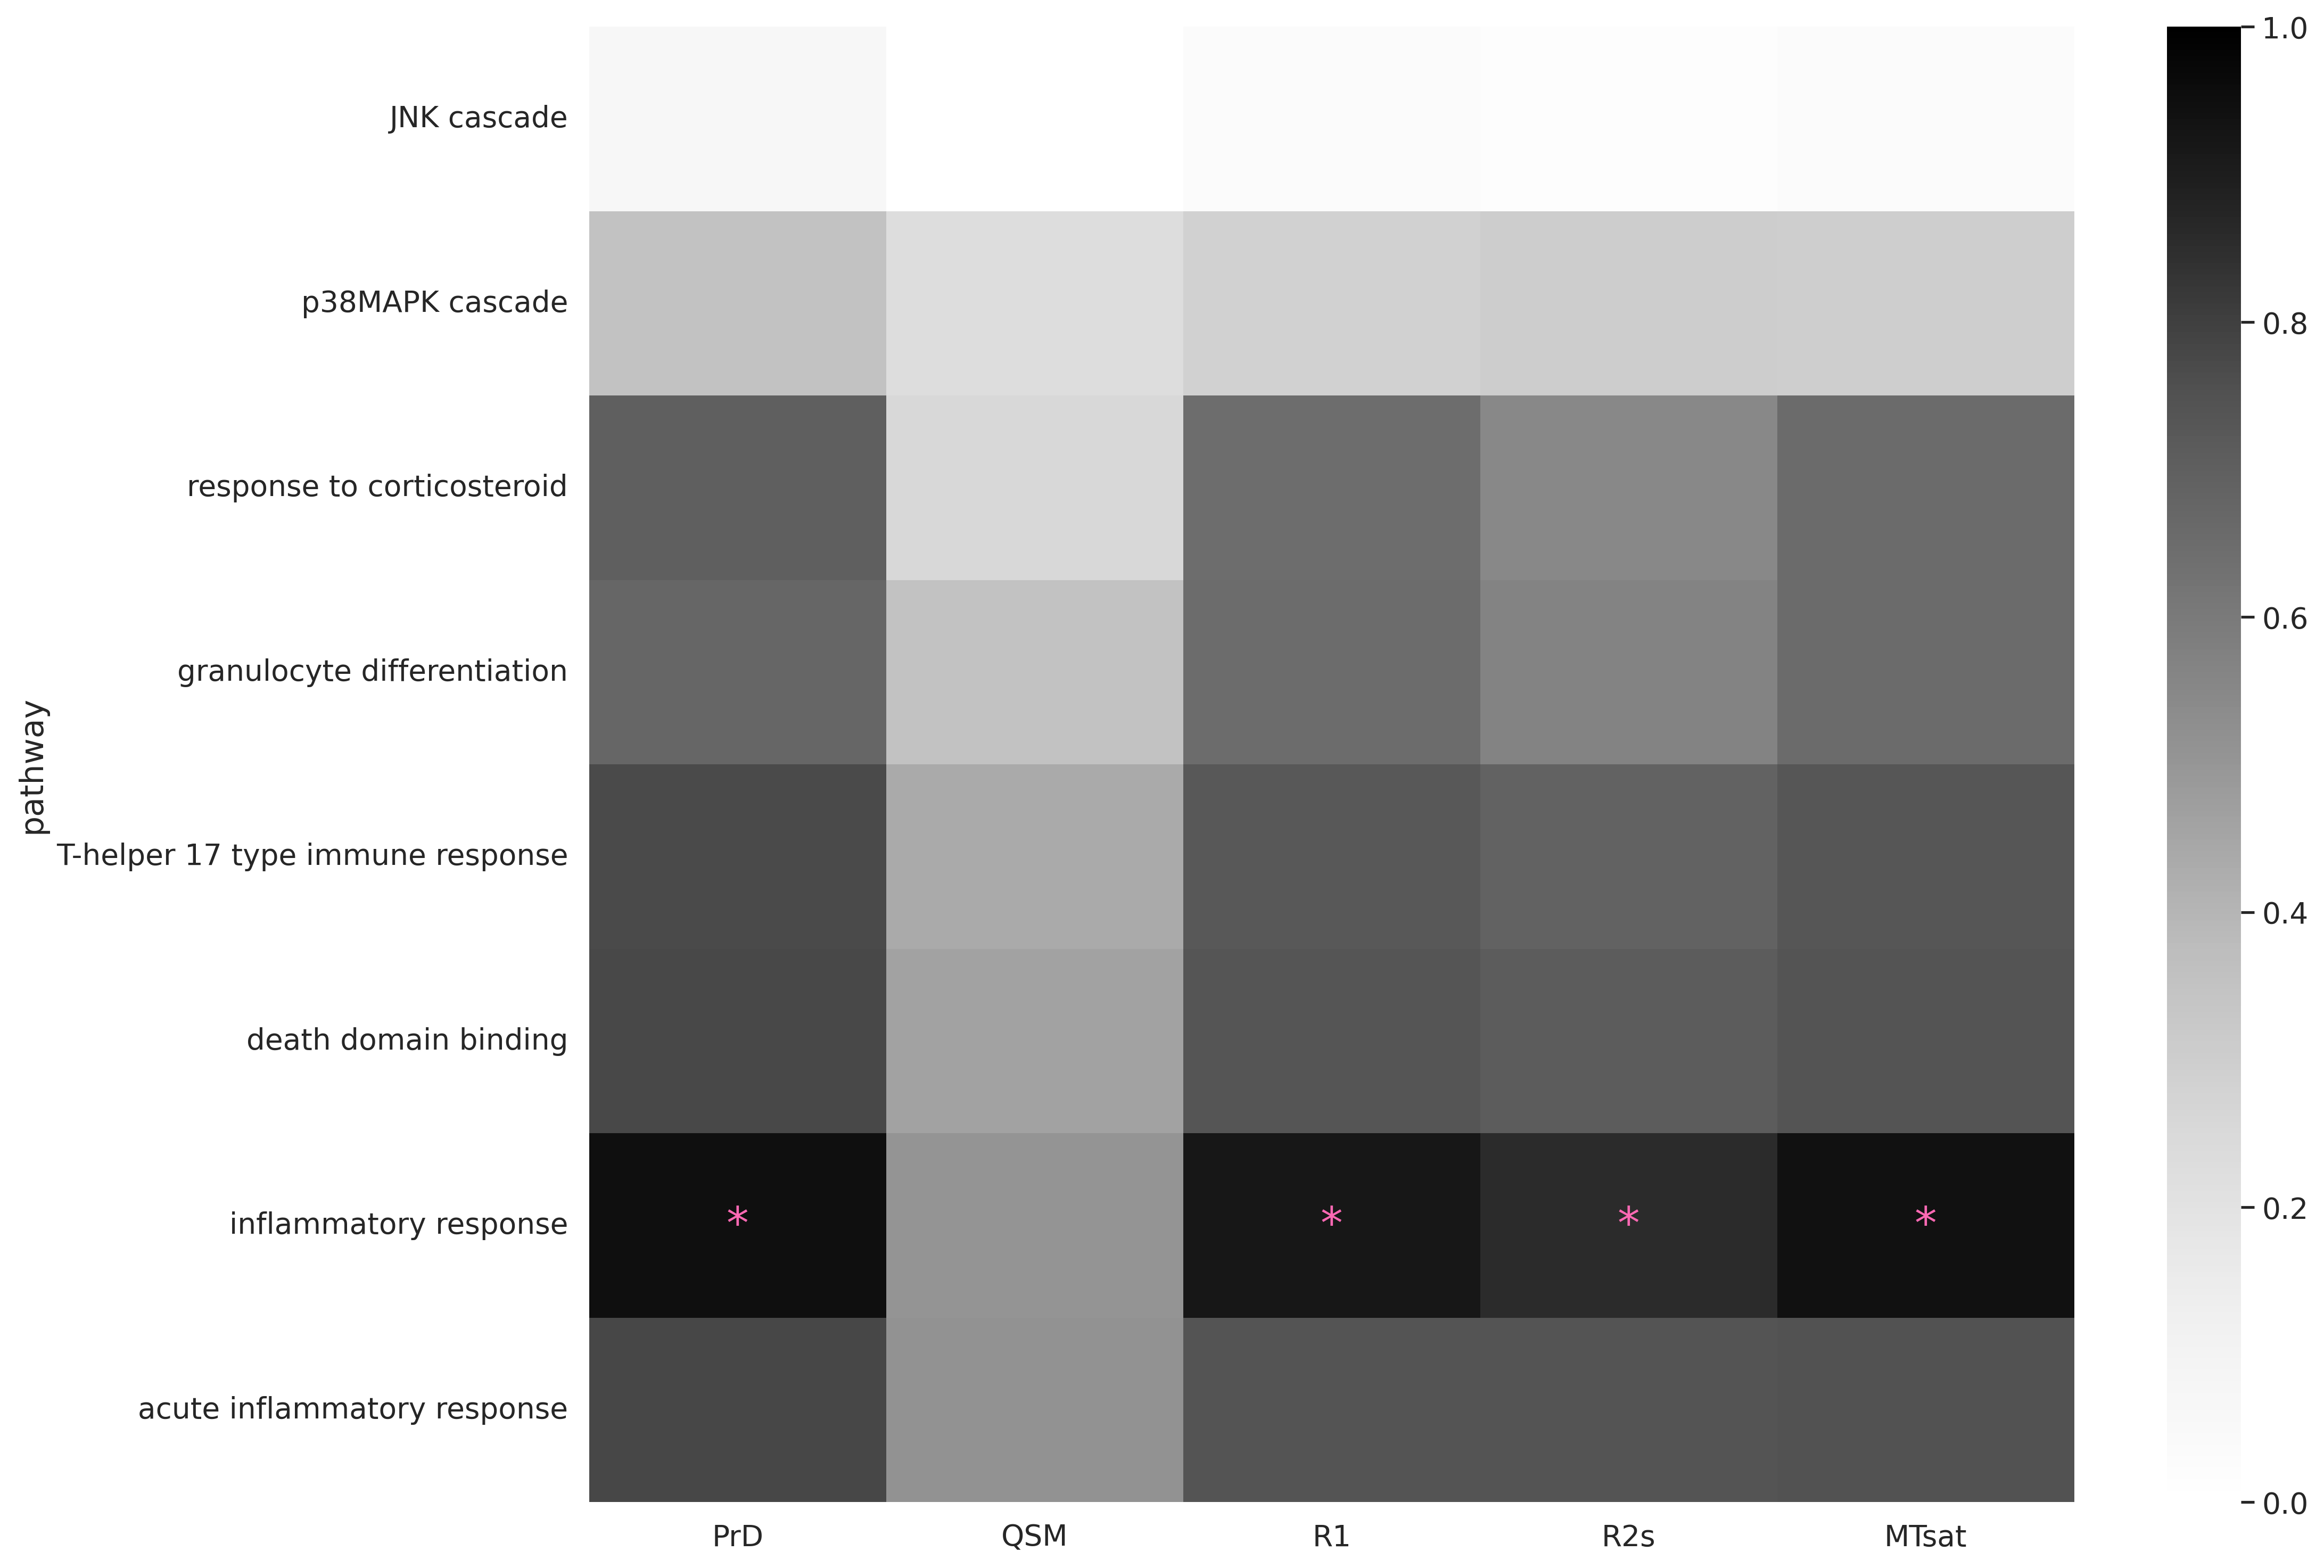 pathway
JNK cascade
p38MAPK cascade
response to corticosteroid
granulocyte differentiation
T-helper 17 type immune response
death domain binding
inflammatory response
* * * *
acute inflammatory response
PrD QSM R1 R2s MTsat
1.0
0.8
0.6
0.4
0.2
0.0